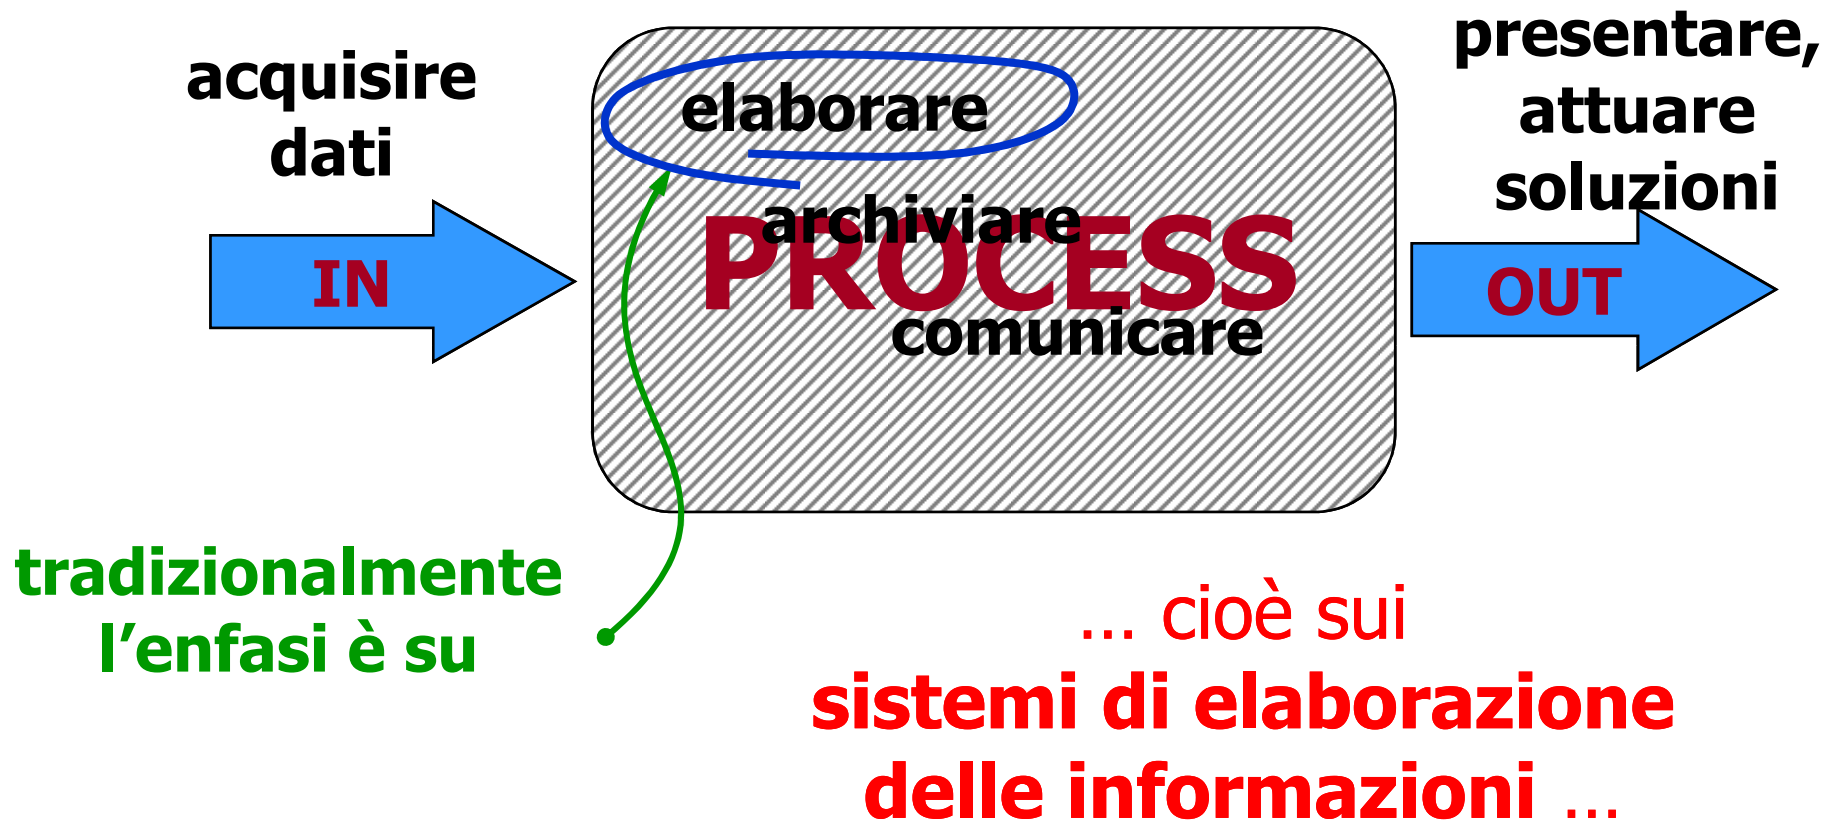 acquisire
dati
IN
elaborare
archiviare
PROCESS
comunicare
presentare,
attuare
soluzioni
OUT
tradizionalmente
l’enfasi è su
... cioè sui
sistemi di elaborazione
delle informazioni ...